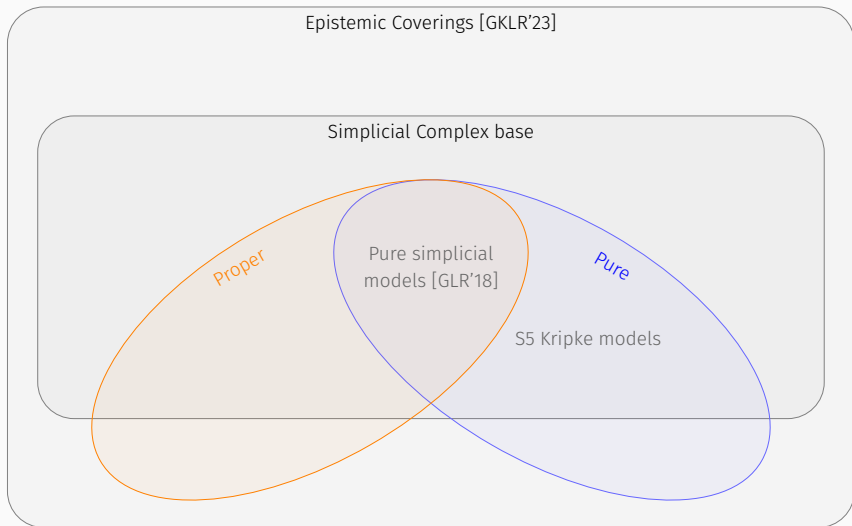 Epistemic Coverings [GKLR’23]
Simplicial Complex base
Proper
Pure simplicial
models [GLR’18]
Pure
S5 Kripke models